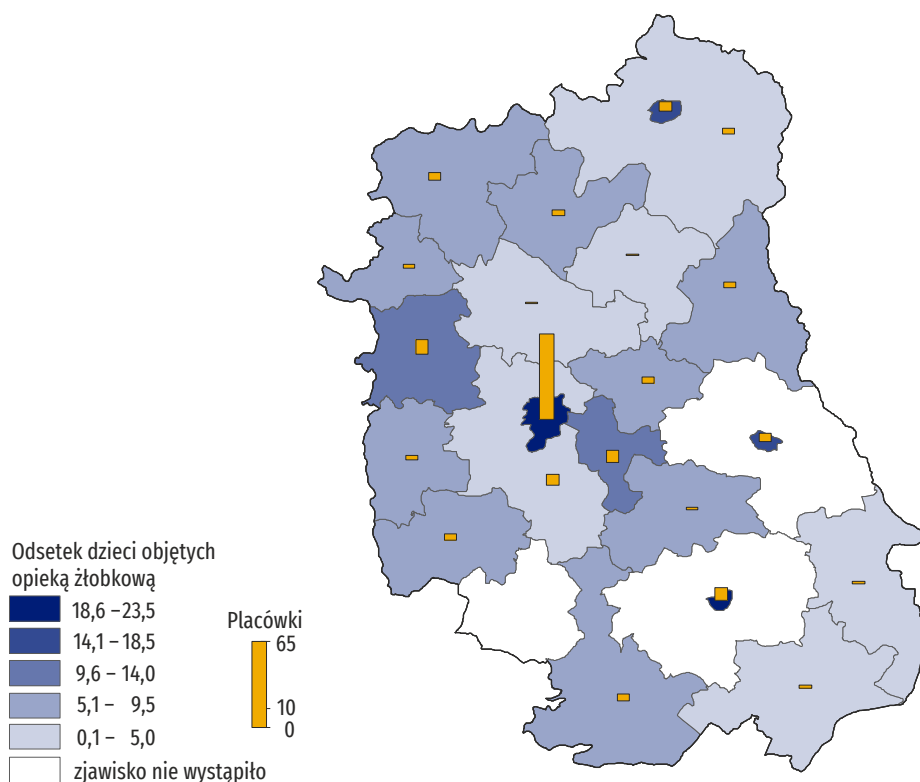 Odsetek dzieci objętych
opieką żłobkową
18,6 – 23,5
14,1 – 18,5
9,6 – 14,0
5,1 – 9,5
0,1 – 5,0
zjawisko nie wystąpiło
Placówki
65
10
0